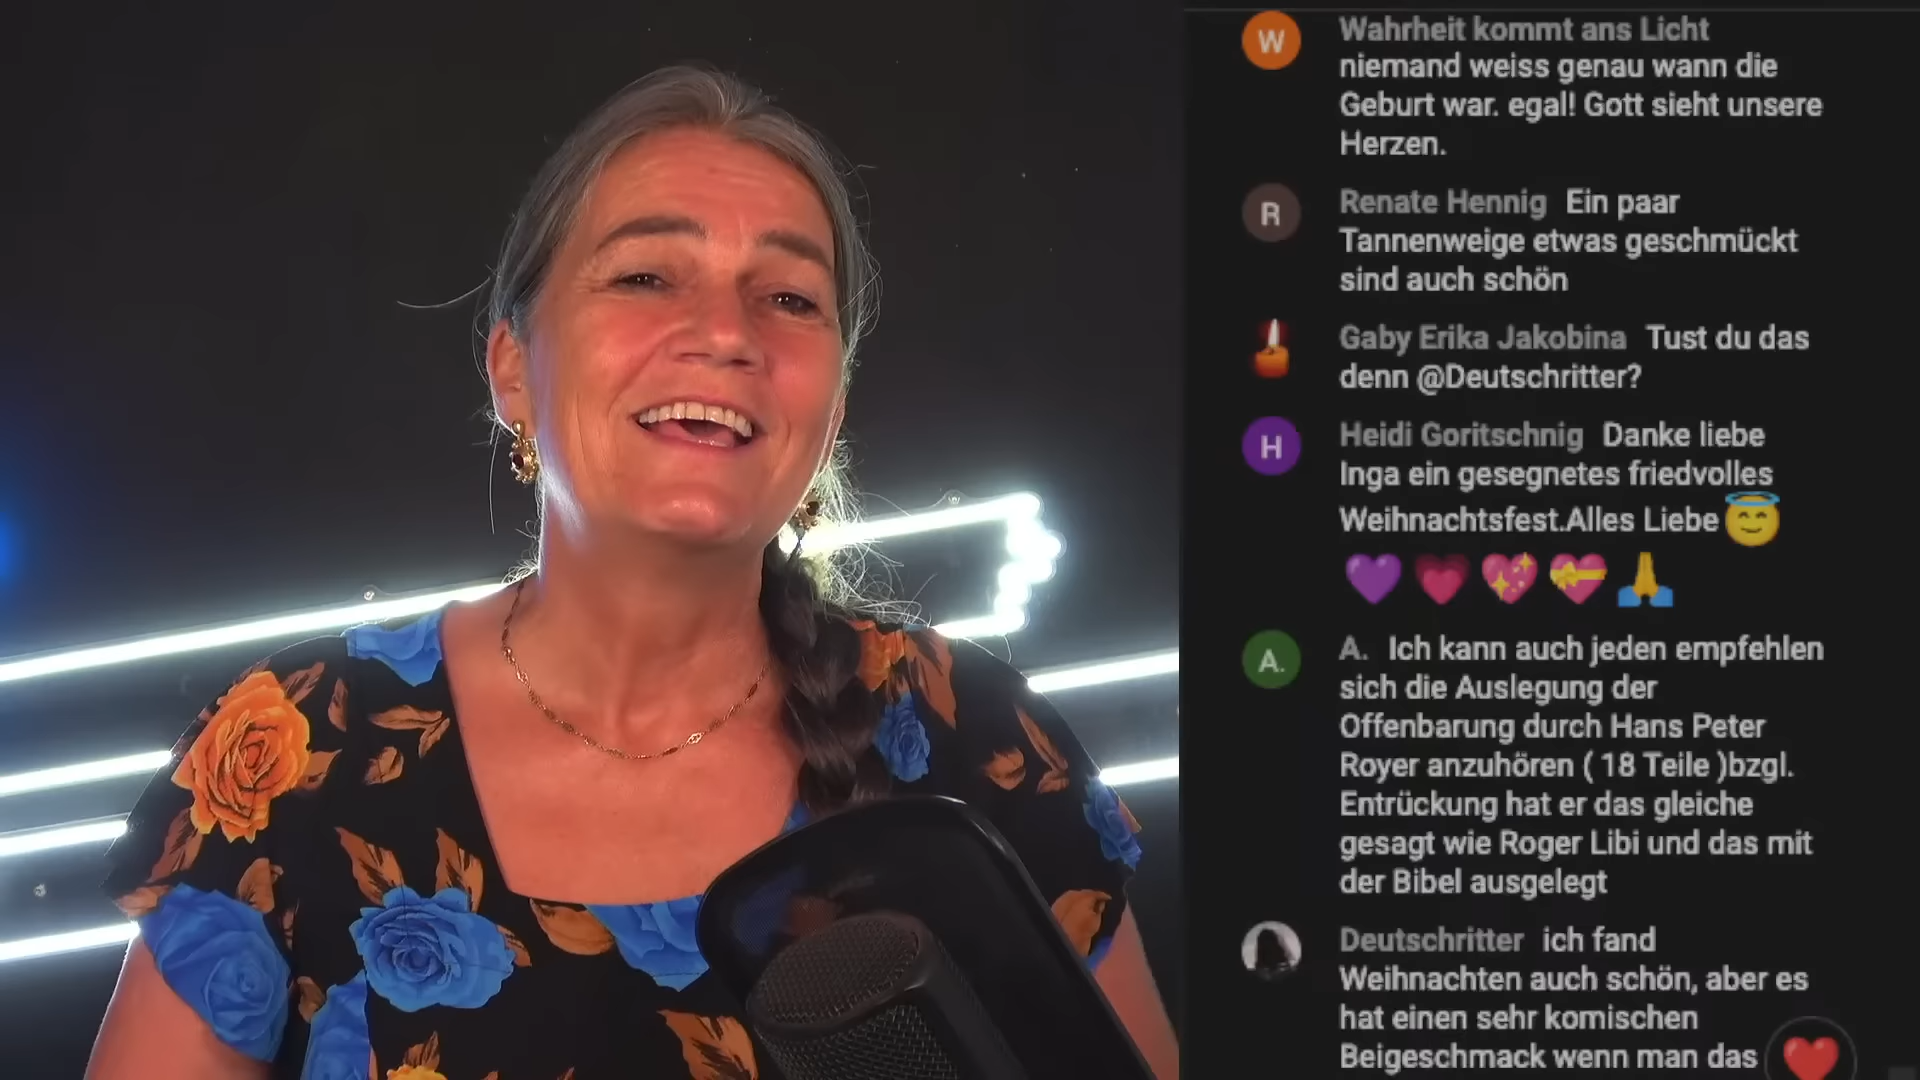 W
Wahrheit kommt ans Licht
niemand weiss genau wann die
Geburt war. egal! Gott sieht unsere
Herzen.
R
Renate Hennig Ein paar
Tannenweige etwas geschmückt
sind auch schön
Gaby Erika Jakobina Tust du das
denn @Deutschritter?
H
Heidi Goritschnig Danke liebe
Inga ein gesegnetes friedvolles
Weihnachtsfest.Alles Liebe😇
💜💗💖💝🙏
A.
A. Ich kann auch jeden empfehlen
sich die Auslegung der
Offenbarung durch Hans Peter
Royer anzuhören ( 18 Teile )bzgl.
Entrückung hat er das gleiche
gesagt wie Roger Libi und das mit
der Bibel ausgelegt
Deutschritter ich fand
Weihnachten auch schön, aber es
hat einen sehr komischen
Beigeschmack wenn man das